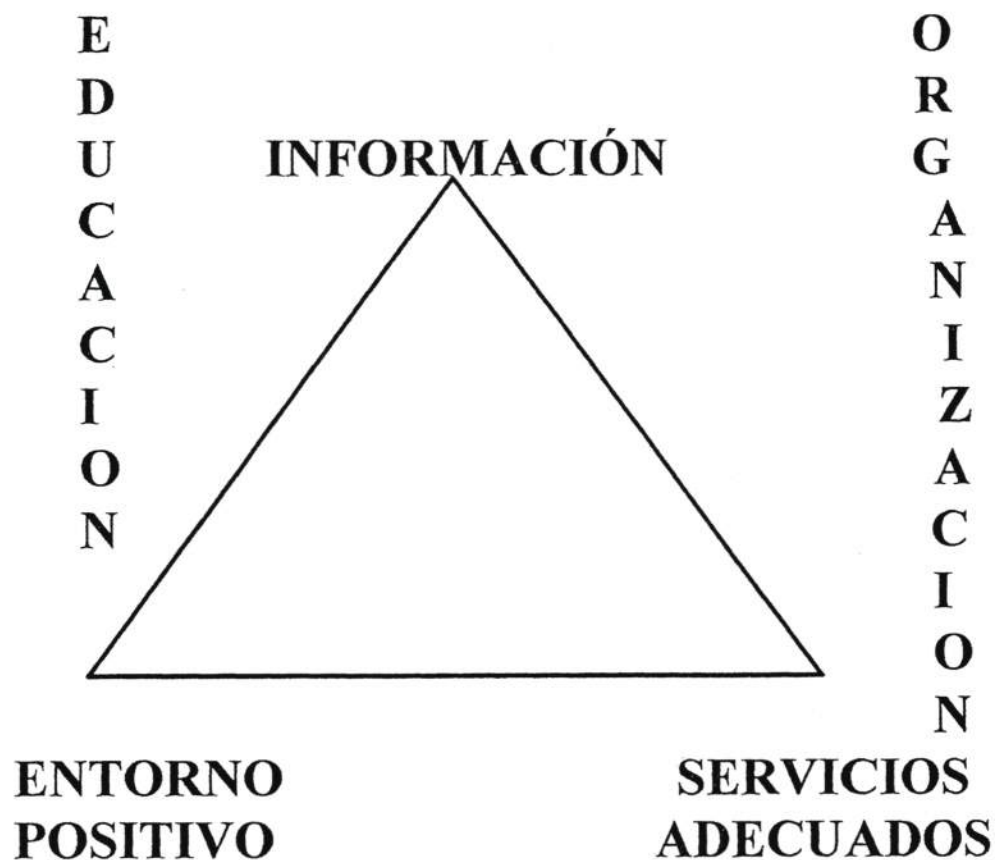 EDUCACION
INFORMACIÓN
ORGANIZACION
ENTORNO
POSITIVO
SERVICIOS
ADECUADOS